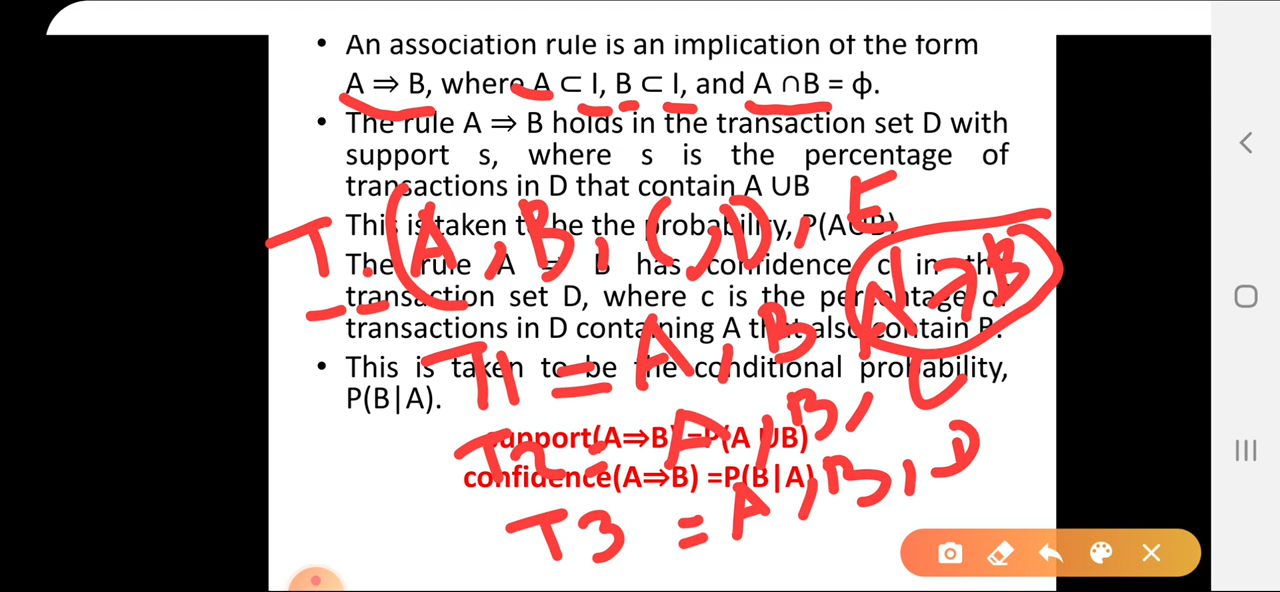 • An association rule is an implication of the form
A ⇒ B, where A ⊂ I, B ⊂ I, and A ∩B = ϕ.
• The rule A ⇒ B holds in the transaction set D with
support s, where s is the percentage of
transactions in D that contain A ∪B
This is taken to be the probability, P(A∪B)
The rule A ⇒ B has confidence c in the
transaction set D, where c is the percentage of
transactions in D containing A that also contain B.
• This is taken to be the conditional probability,
P(B|A).
support(A⇒B) =P(A ∪B)
confidence(A⇒B) =P(B|A)
I. (A, B, C, D, E
A → B
T1 = A, B
T2 = A, B, C
T3 = A, B, D